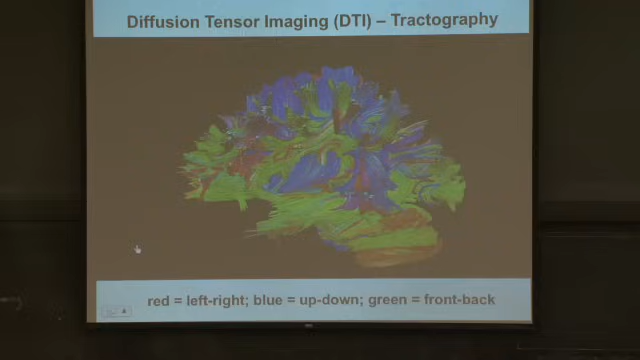 Diffusion Tensor Imaging (DTI) – Tractography
red = left-right; blue = up-down; green = front-back